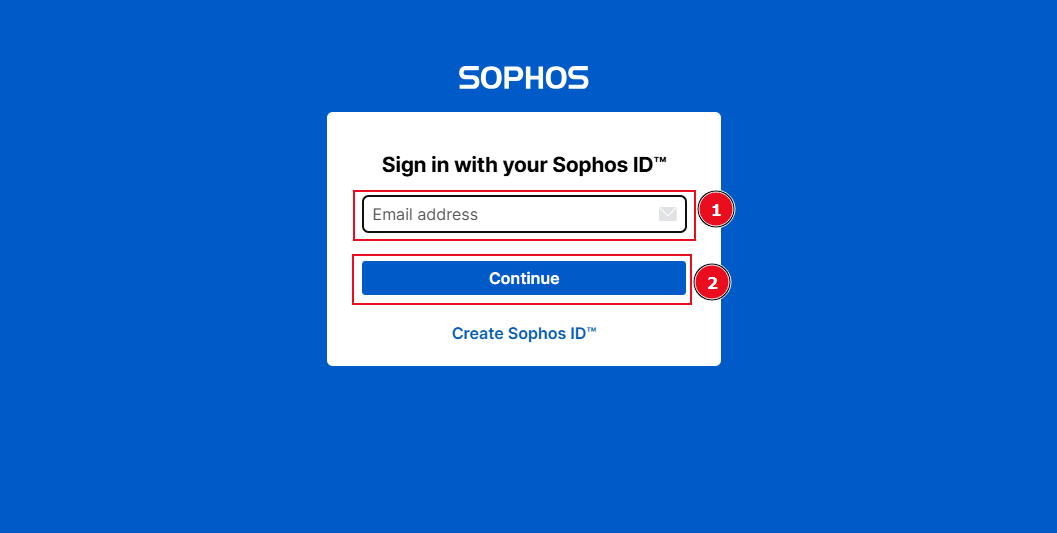 SOPHOS
Sign in with your Sophos ID™
Email address
1
Continue
2
Create Sophos ID™